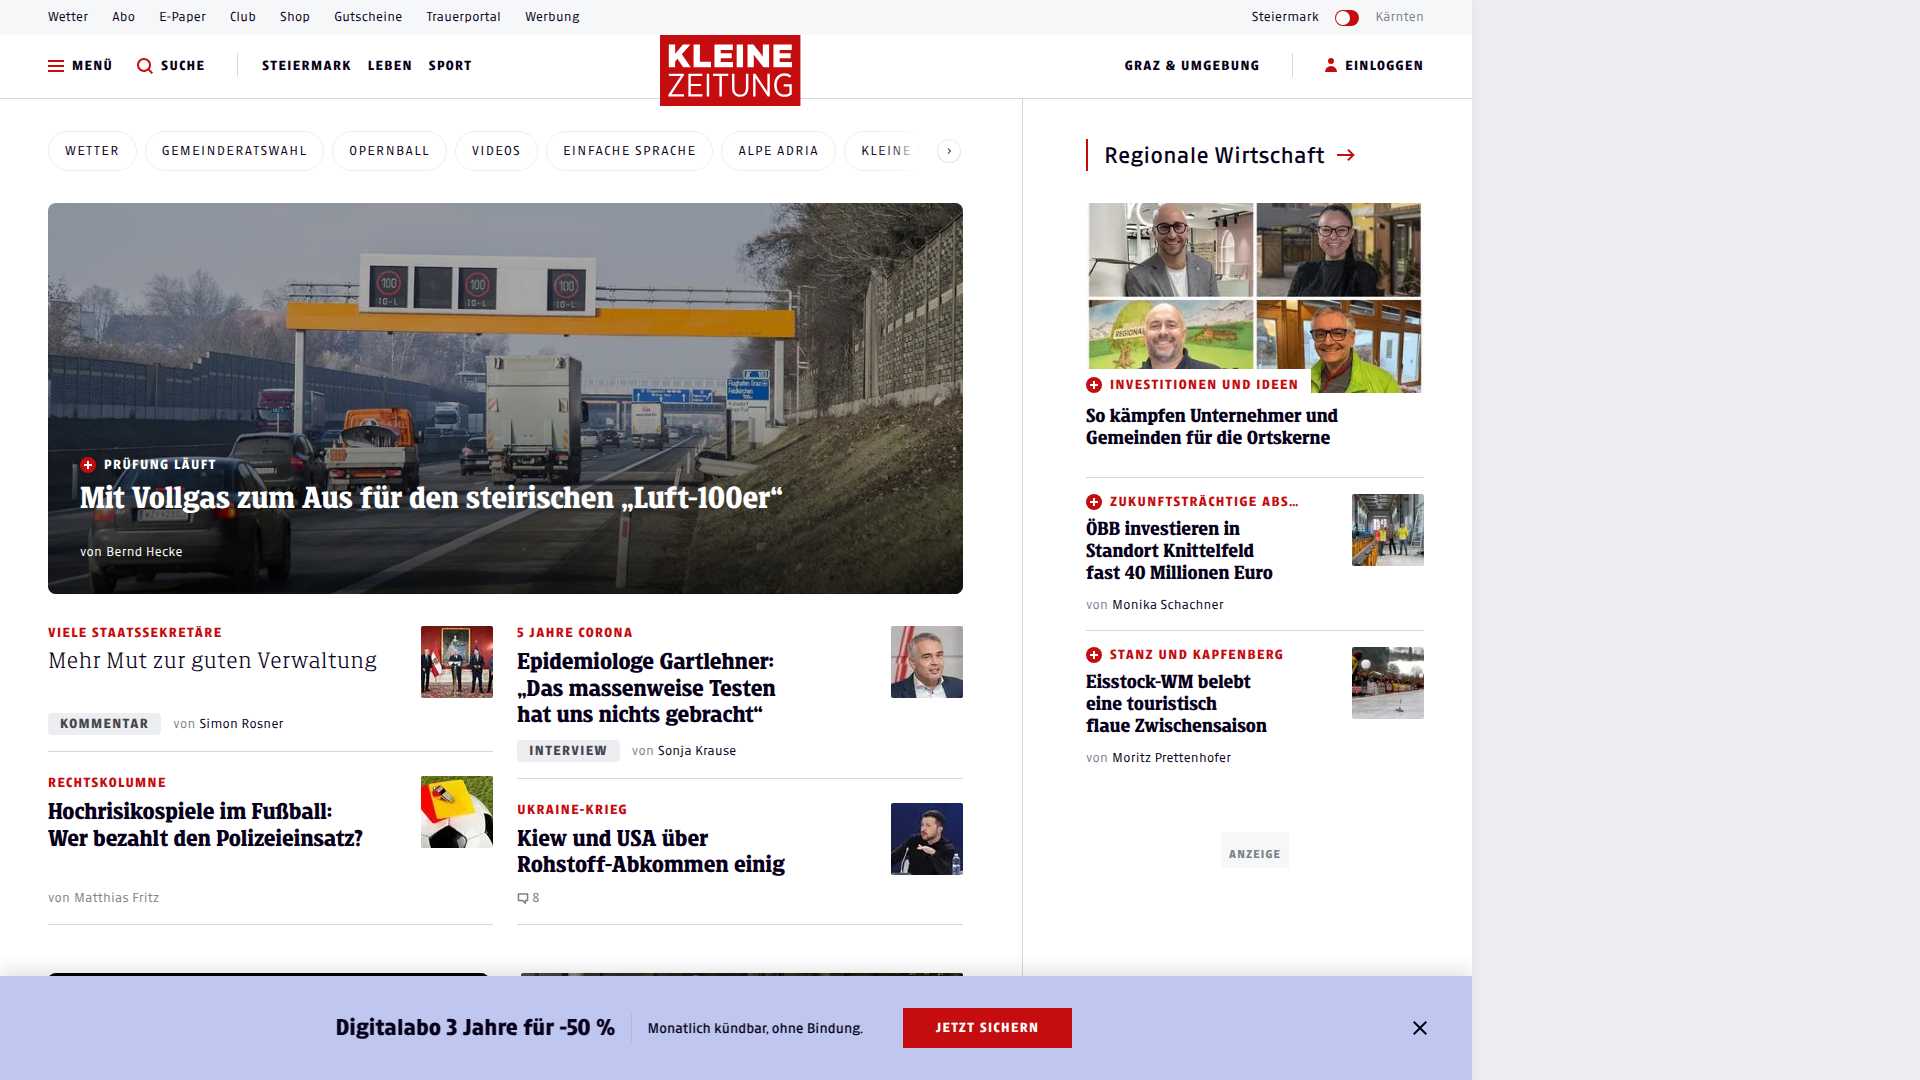 Wetter Abo E-Paper Club Shop Gutscheine Trauerportal Werbung Steiermark Kärnten
MENÜ SUCHE STEIERMARK LEBEN SPORT KLEINE ZEITUNG GRAZ & UMGEBUNG EINLOGGEN
WETTER GEMEINDERATSWAHL OPERNBALL VIDEOS EINFACHE SPRACHE ALPE ADRIA KLEINE
100 100 100
IG-L IG-L IG-L
PRÜFUNG LÄUFT
Mit Vollgas zum Aus für den steirischen „Luft-100er“
von Bernd Hecke
VIELE STAATSSEKRETÄRE
Mehr Mut zur guten Verwaltung
KOMMENTAR von Simon Rosner
RECHTSKOLUMNE
Hochrisikospiele im Fußball:
Wer bezahlt den Polizeieinsatz?
von Matthias Fritz
5 JAHRE CORONA
Epidemiologe Gartlehner:
„Das massenweise Testen
hat uns nichts gebracht“
INTERVIEW von Sonja Krause
UKRAINE-KRIEG
Kiew und USA über
Rohstoff-Abkommen einig
8
Regionale Wirtschaft
REGIONAL
INVESTITIONEN UND IDEEN
So kämpfen Unternehmer und
Gemeinden für die Ortskerne
ZUKUNFTSTRÄCHTIGE ABS...
ÖBB investieren in
Standort Knittelfeld
fast 40 Millionen Euro
von Monika Schachner
STANZ UND KAPFENBERG
Eisstock-WM belebt
eine touristisch
flaue Zwischensaison
von Moritz Prettenhofer
ANZEIGE
Digitalabo 3 Jahre für -50 % Monatlich kündbar, ohne Bindung. JETZT SICHERN